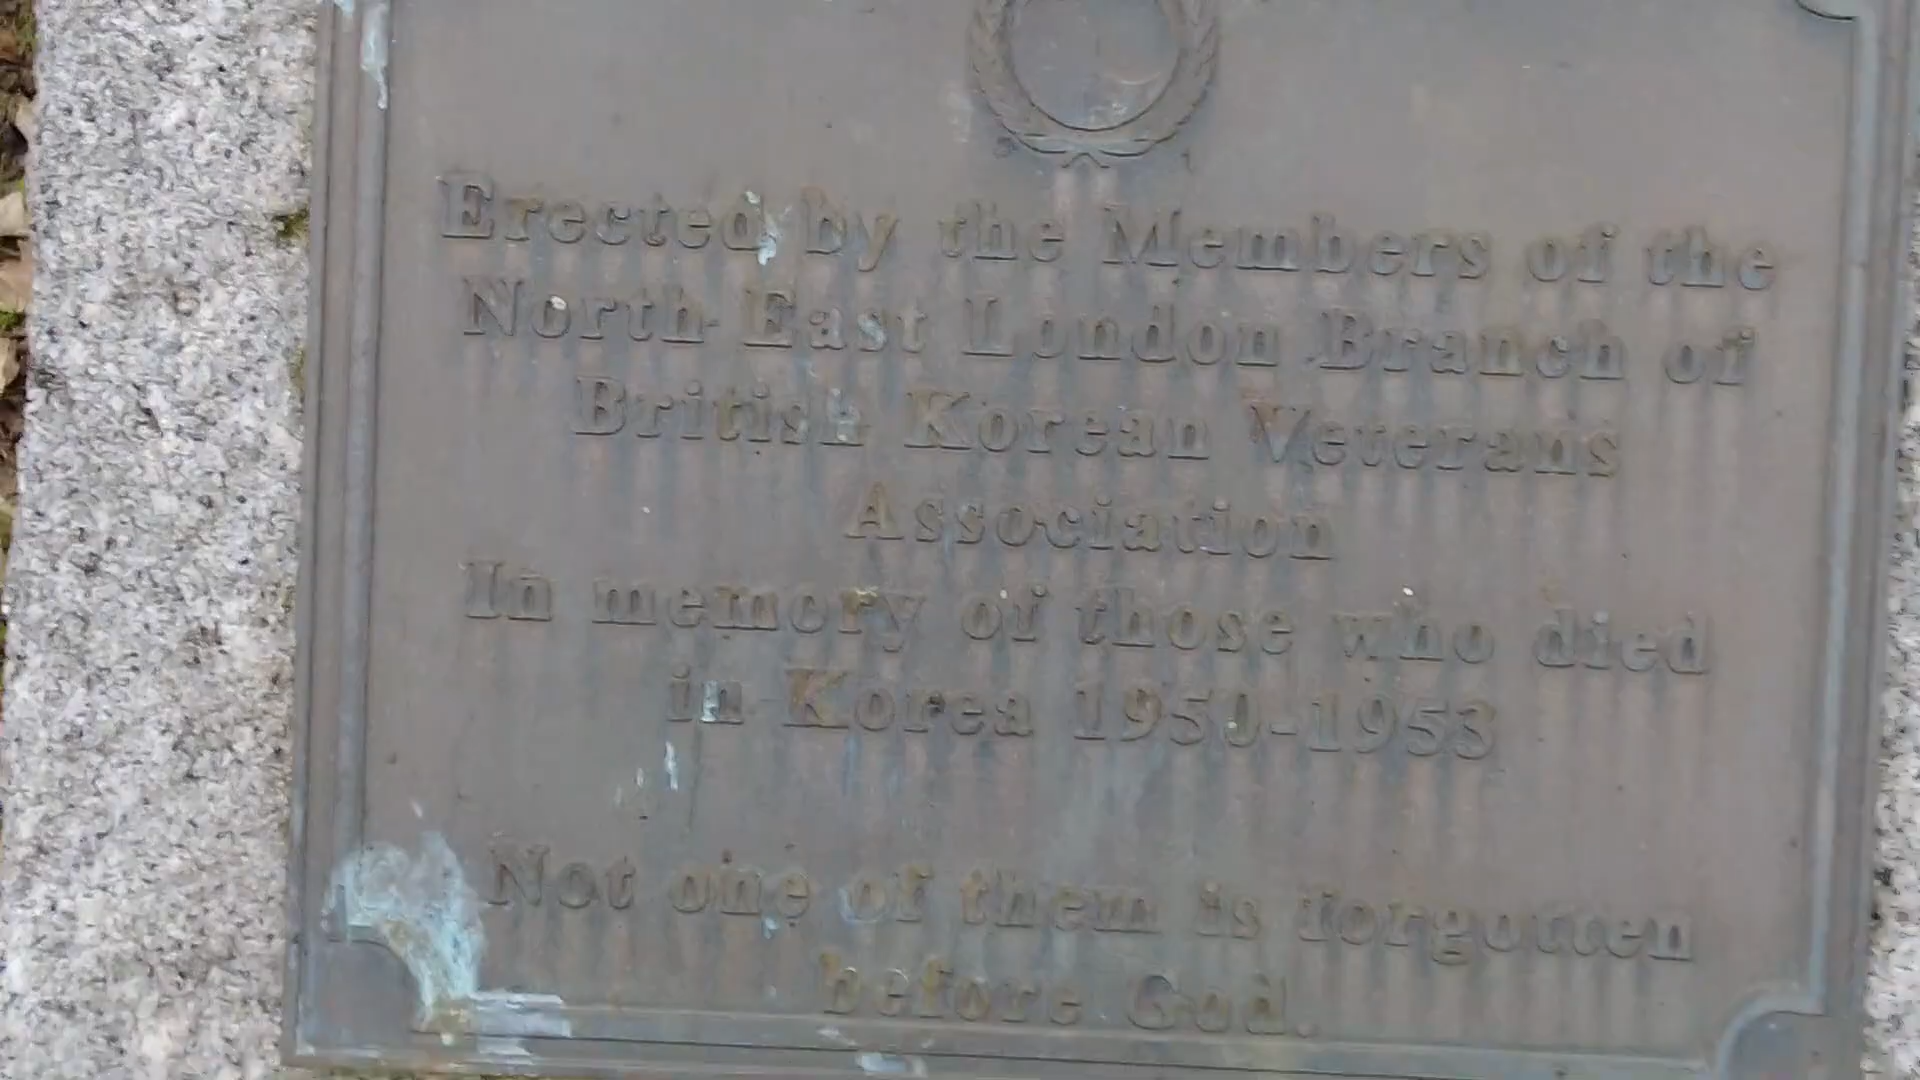 Erected by the Members of the
North East London Branch of
British Korean Veterans
Association
In memory of those who died
in Korea 1950-1953
Not one of them is forgotten
before God.